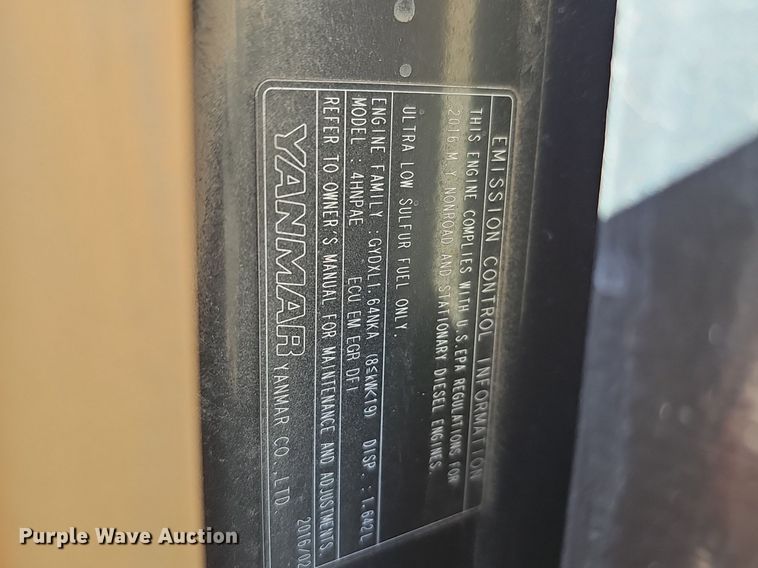 EMISSION CONTROL INFORMATION
THIS ENGINE COMPLIES WITH U.S.EPA REGULATIONS FOR
2016 M.Y. NONROAD AND STATIONARY DIESEL ENGINES.
ULTRA LOW SULFUR FUEL ONLY.
ENGINE FAMILY : GYDXL1.64NKA (8≤kW<19) DISP. : 1.642L
MODEL : 4HNPAE ECU EM EGR DFI
REFER TO OWNER'S MANUAL FOR MAINTENANCE AND ADJUSTMENTS.
YANMAR YANMAR CO., LTD. 2016/02
Purple Wave Auction